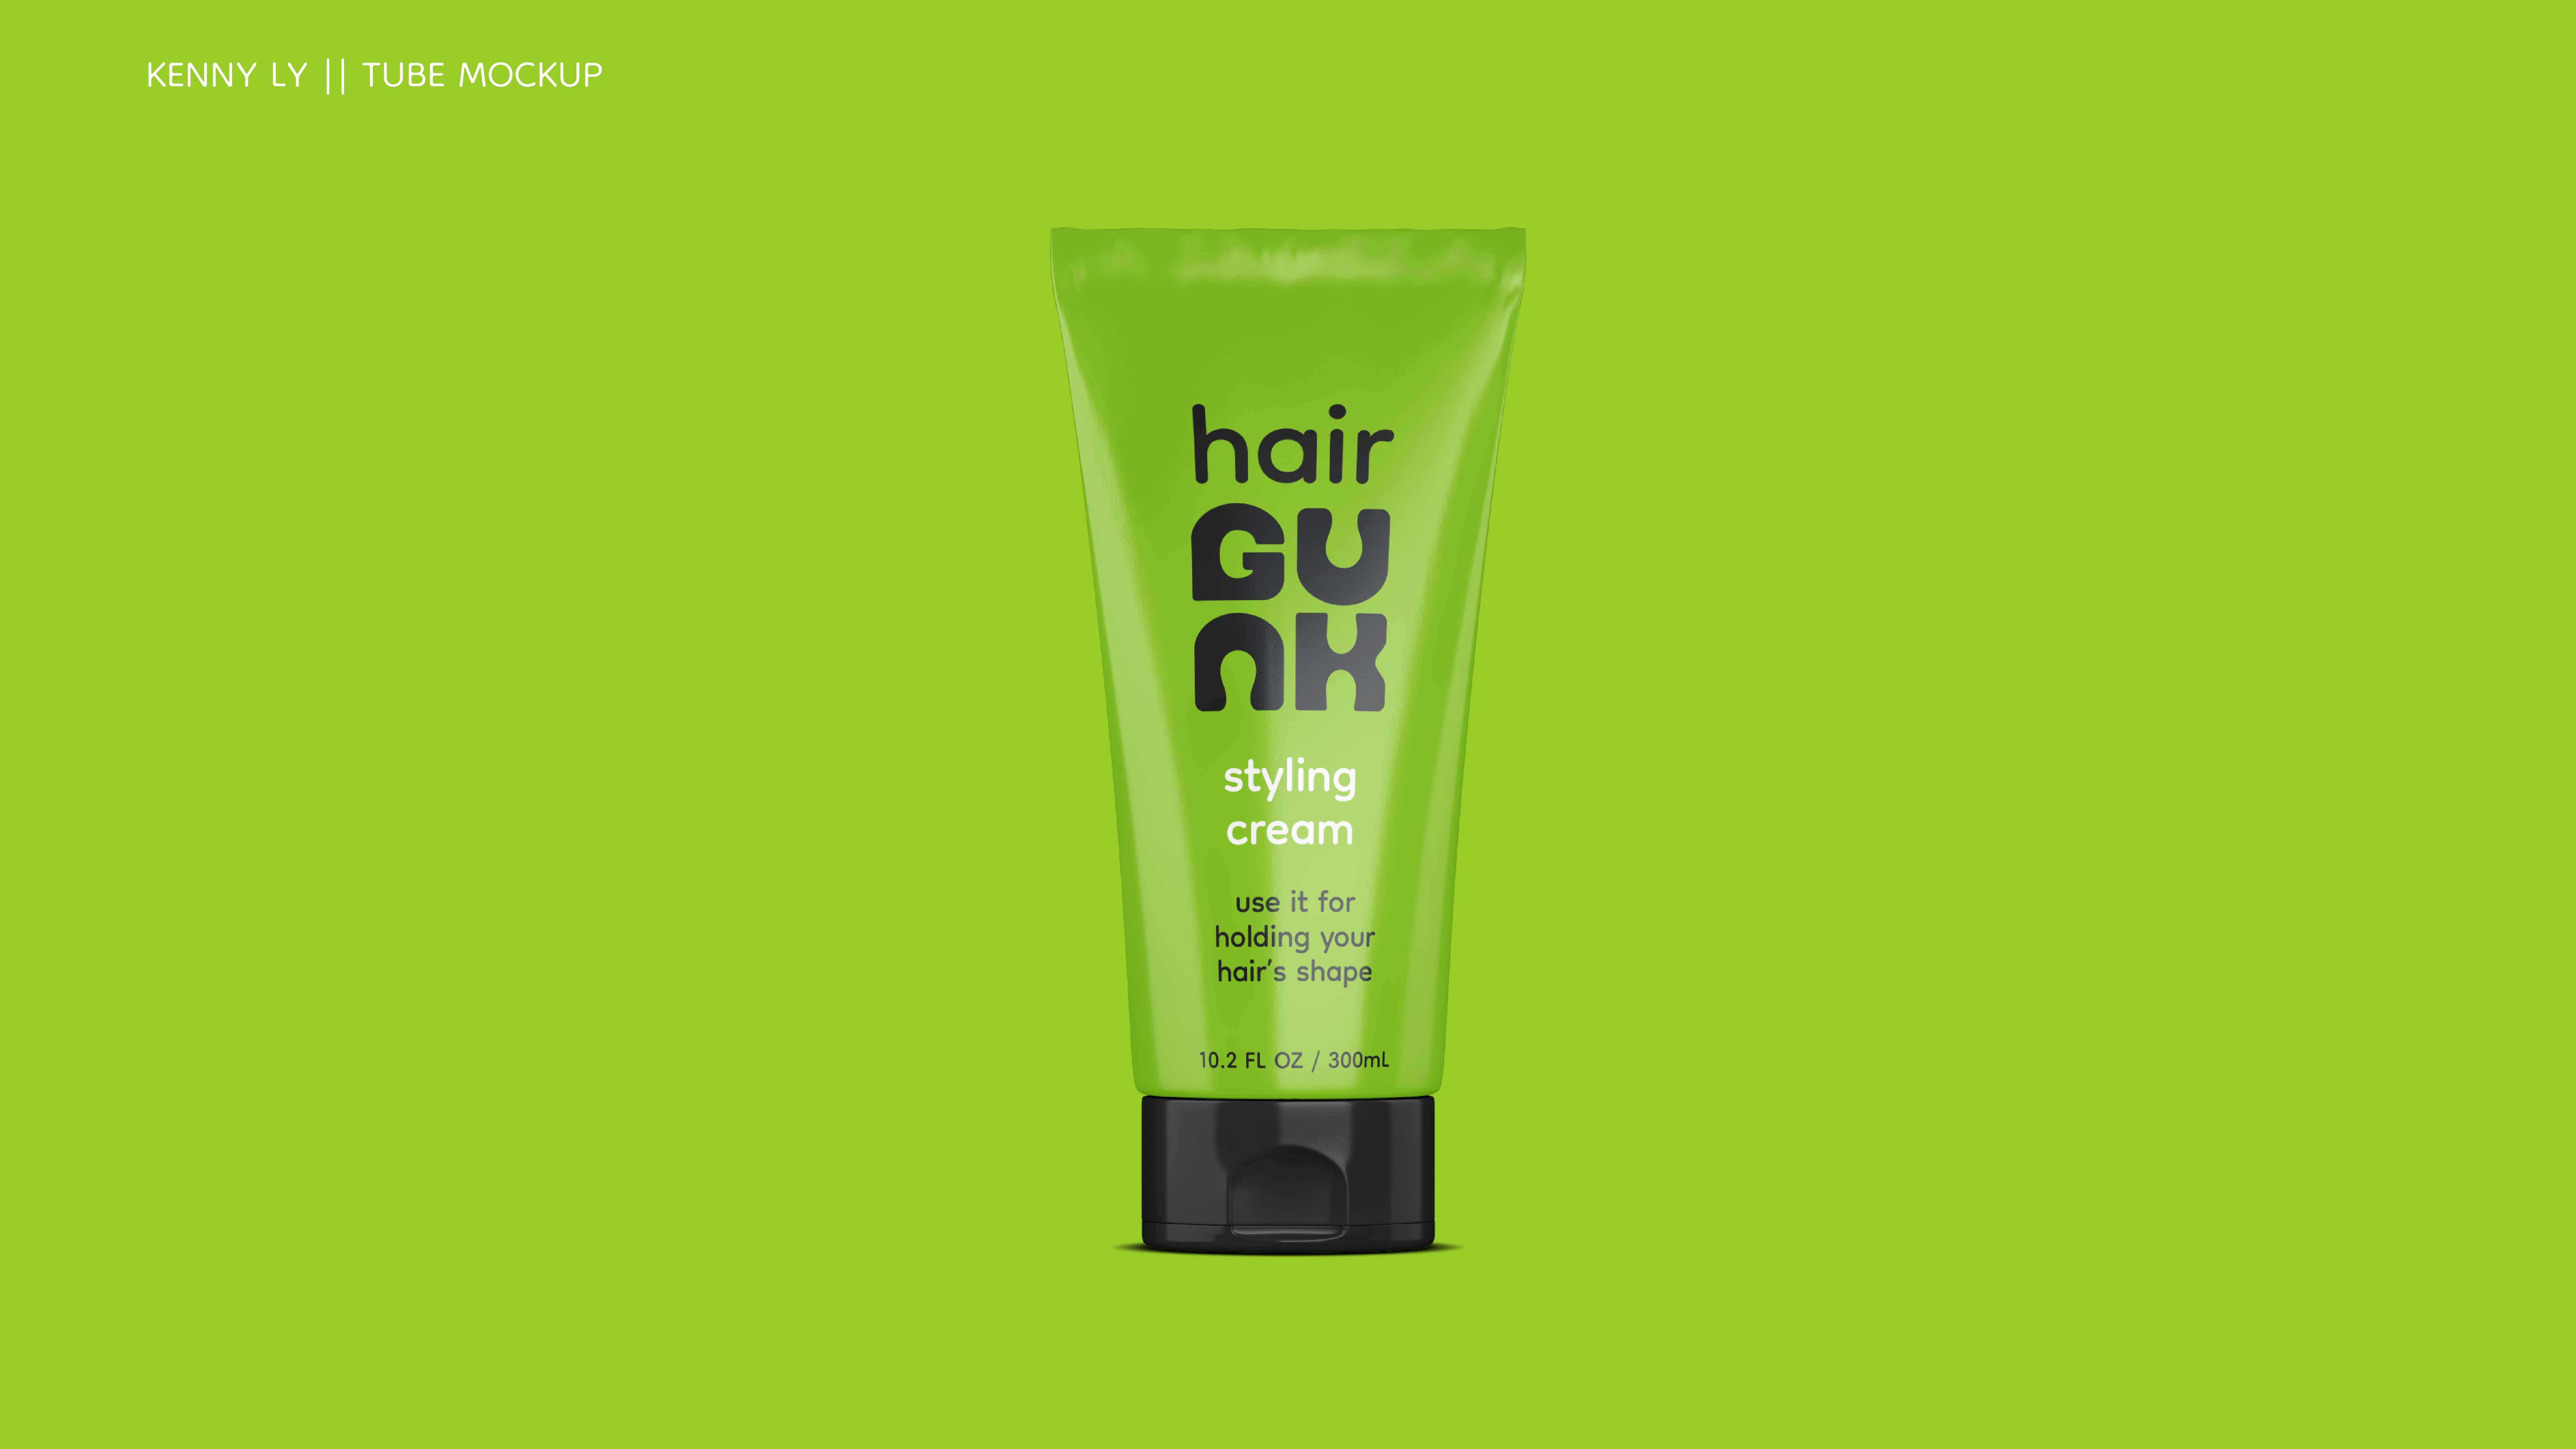 KENNY LY || TUBE MOCKUP
hair
GU
NK
styling
cream
use it for
holding your
hair's shape
10.2 FL OZ / 300mL